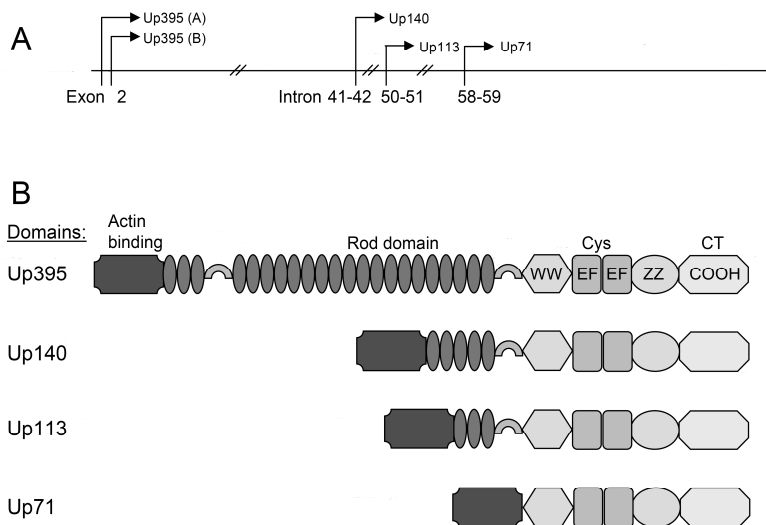 A
Up395 (A)
Up395 (B)
Up140
Up113
Up71
Exon 2
Intron 41-42 50-51 58-59
B
Domains:
Actin binding
Rod domain
Cys
CT
Up395
WW EF EF ZZ COOH
Up140
Up113
Up71